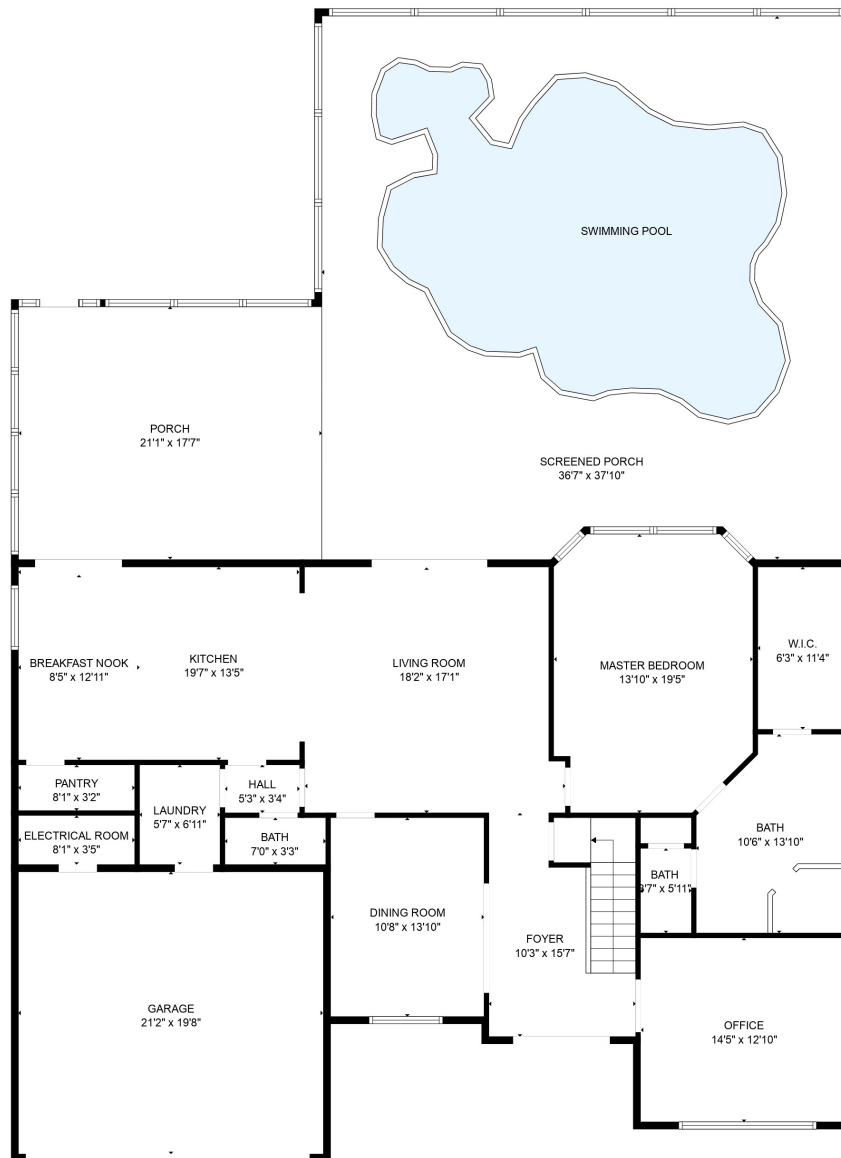 SWIMMING POOL
PORCH
21'1" x 17'7"
SCREENED PORCH
36'7" x 37'10"
BREAKFAST NOOK
8'5" x 12'11"
KITCHEN
19'7" x 13'5"
LIVING ROOM
18'2" x 17'1"
MASTER BEDROOM
13'10" x 19'5"
W.I.C.
6'3" x 11'4"
PANTRY
8'1" x 3'2"
LAUNDRY
5'7" x 6'11"
HALL
5'3" x 3'4"
ELECTRICAL ROOM
8'1" x 3'5"
BATH
7'0" x 3'3"
BATH
10'6" x 13'10"
BATH
x 5'11"
DINING ROOM
10'8" x 13'10"
FOYER
10'3" x 15'7"
GARAGE
21'2" x 19'8"
OFFICE
14'5" x 12'10"